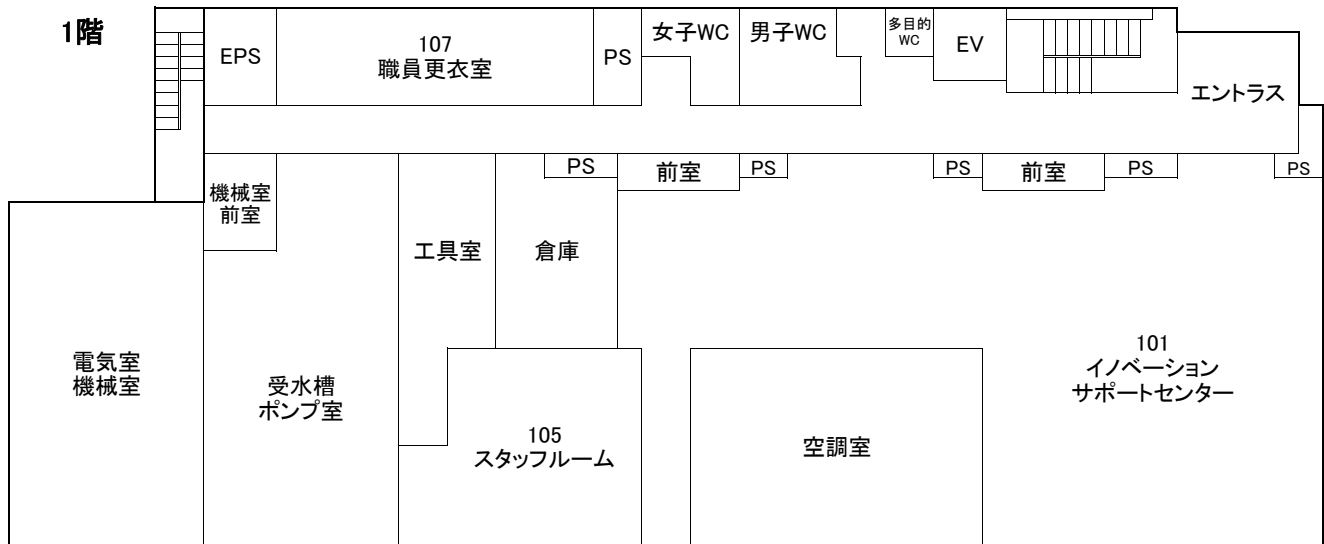 1階
EPS
107
職員更衣室
PS
女子WC
男子WC
多目的
WC
EV
エントラス
機械室
前室
PS
前室
PS
PS
前室
PS
PS
工具室
倉庫
電気室
機械室
受水槽
ポンプ室
105
スタッフルーム
空調室
101
イノベーション
サポートセンター